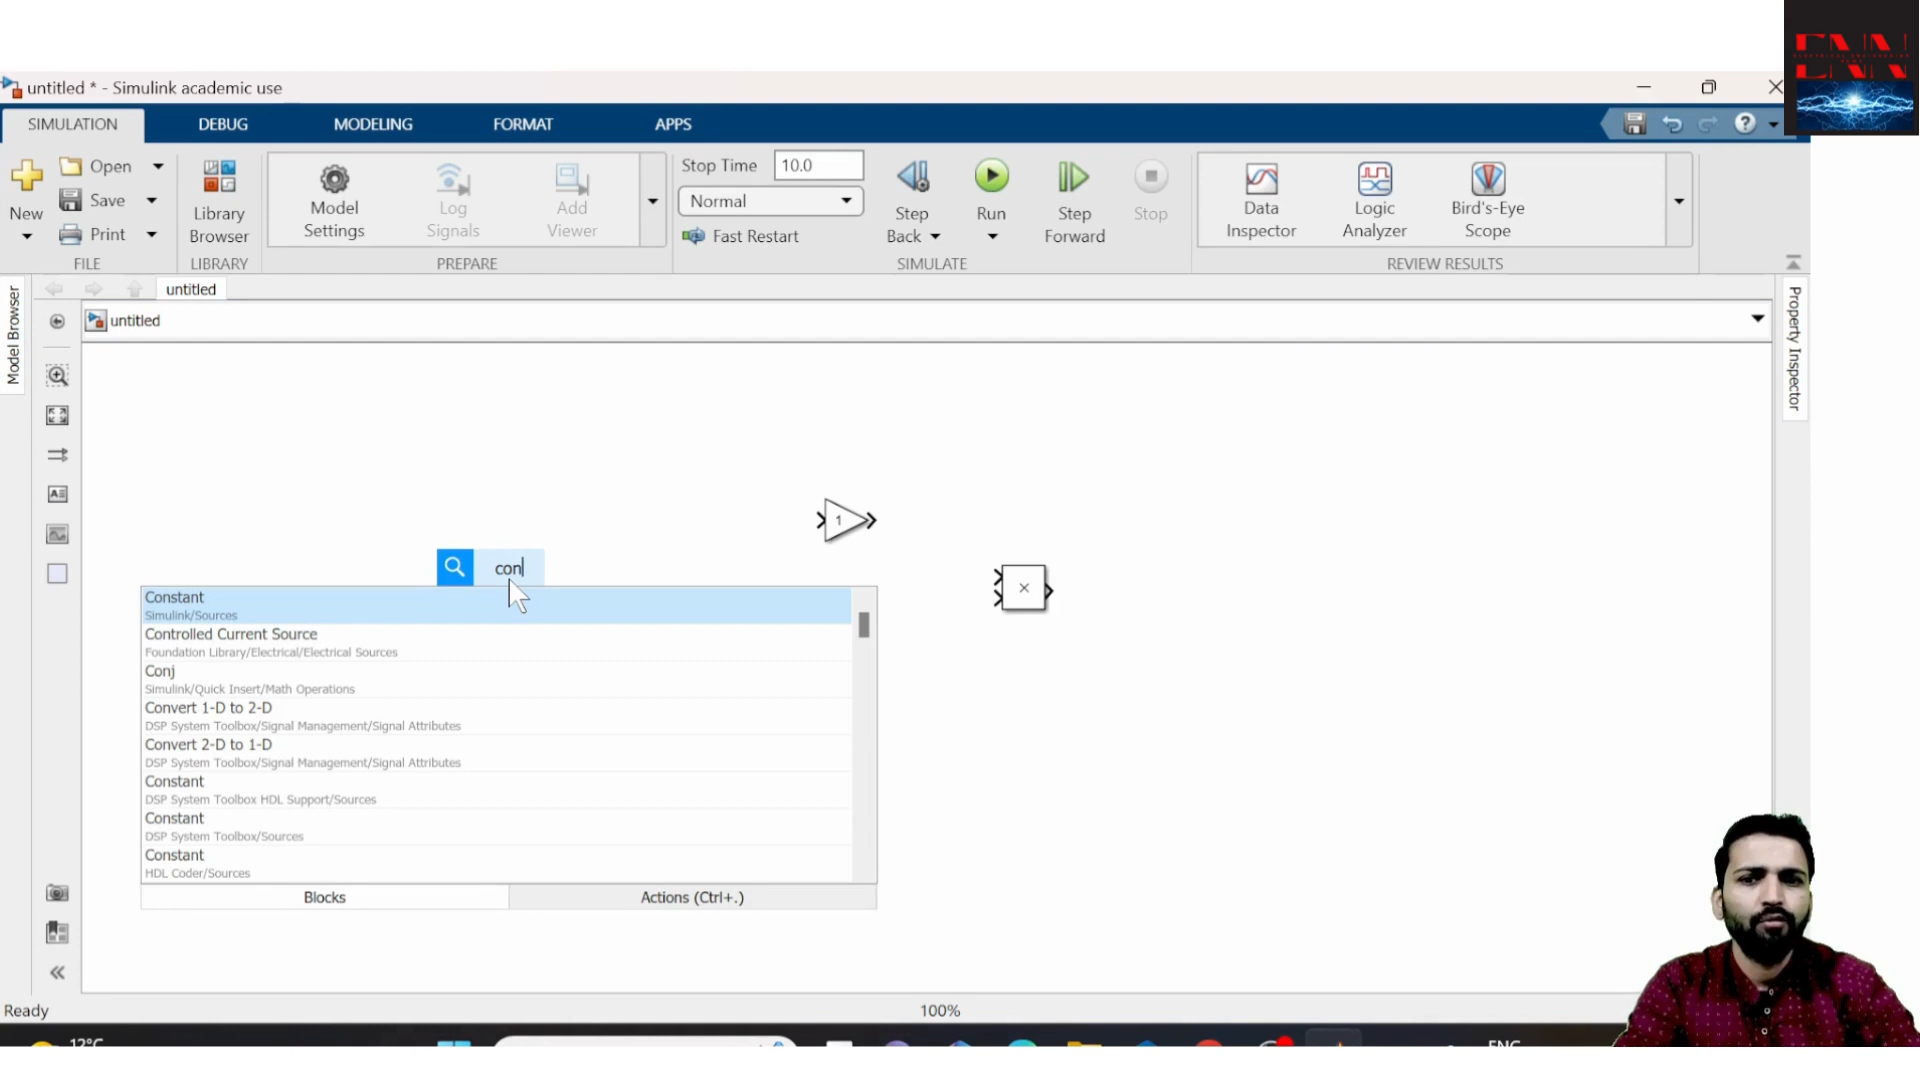 untitled * - Simulink academic use
SIMULATION DEBUG MODELING FORMAT APPS
New
Open
Save
Print
FILE
Library Browser
LIBRARY
Model Settings
Log Signals
Add Viewer
PREPARE
Stop Time 10.0
Normal
Fast Restart
Step Back
Run
Step Forward
Stop
SIMULATE
Data Inspector
Logic Analyzer
Bird's-Eye Scope
REVIEW RESULTS
Model Browser
untitled
untitled
Property Inspector
1
×
con
Constant
Simulink/Sources
Controlled Current Source
Foundation Library/Electrical/Electrical Sources
Conj
Simulink/Quick Insert/Math Operations
Convert 1-D to 2-D
DSP System Toolbox/Signal Management/Signal Attributes
Convert 2-D to 1-D
DSP System Toolbox/Signal Management/Signal Attributes
Constant
DSP System Toolbox HDL Support/Sources
Constant
DSP System Toolbox/Sources
Constant
HDL Coder/Sources
Blocks Actions (Ctrl+.)
Ready 100%
12°C
ENG